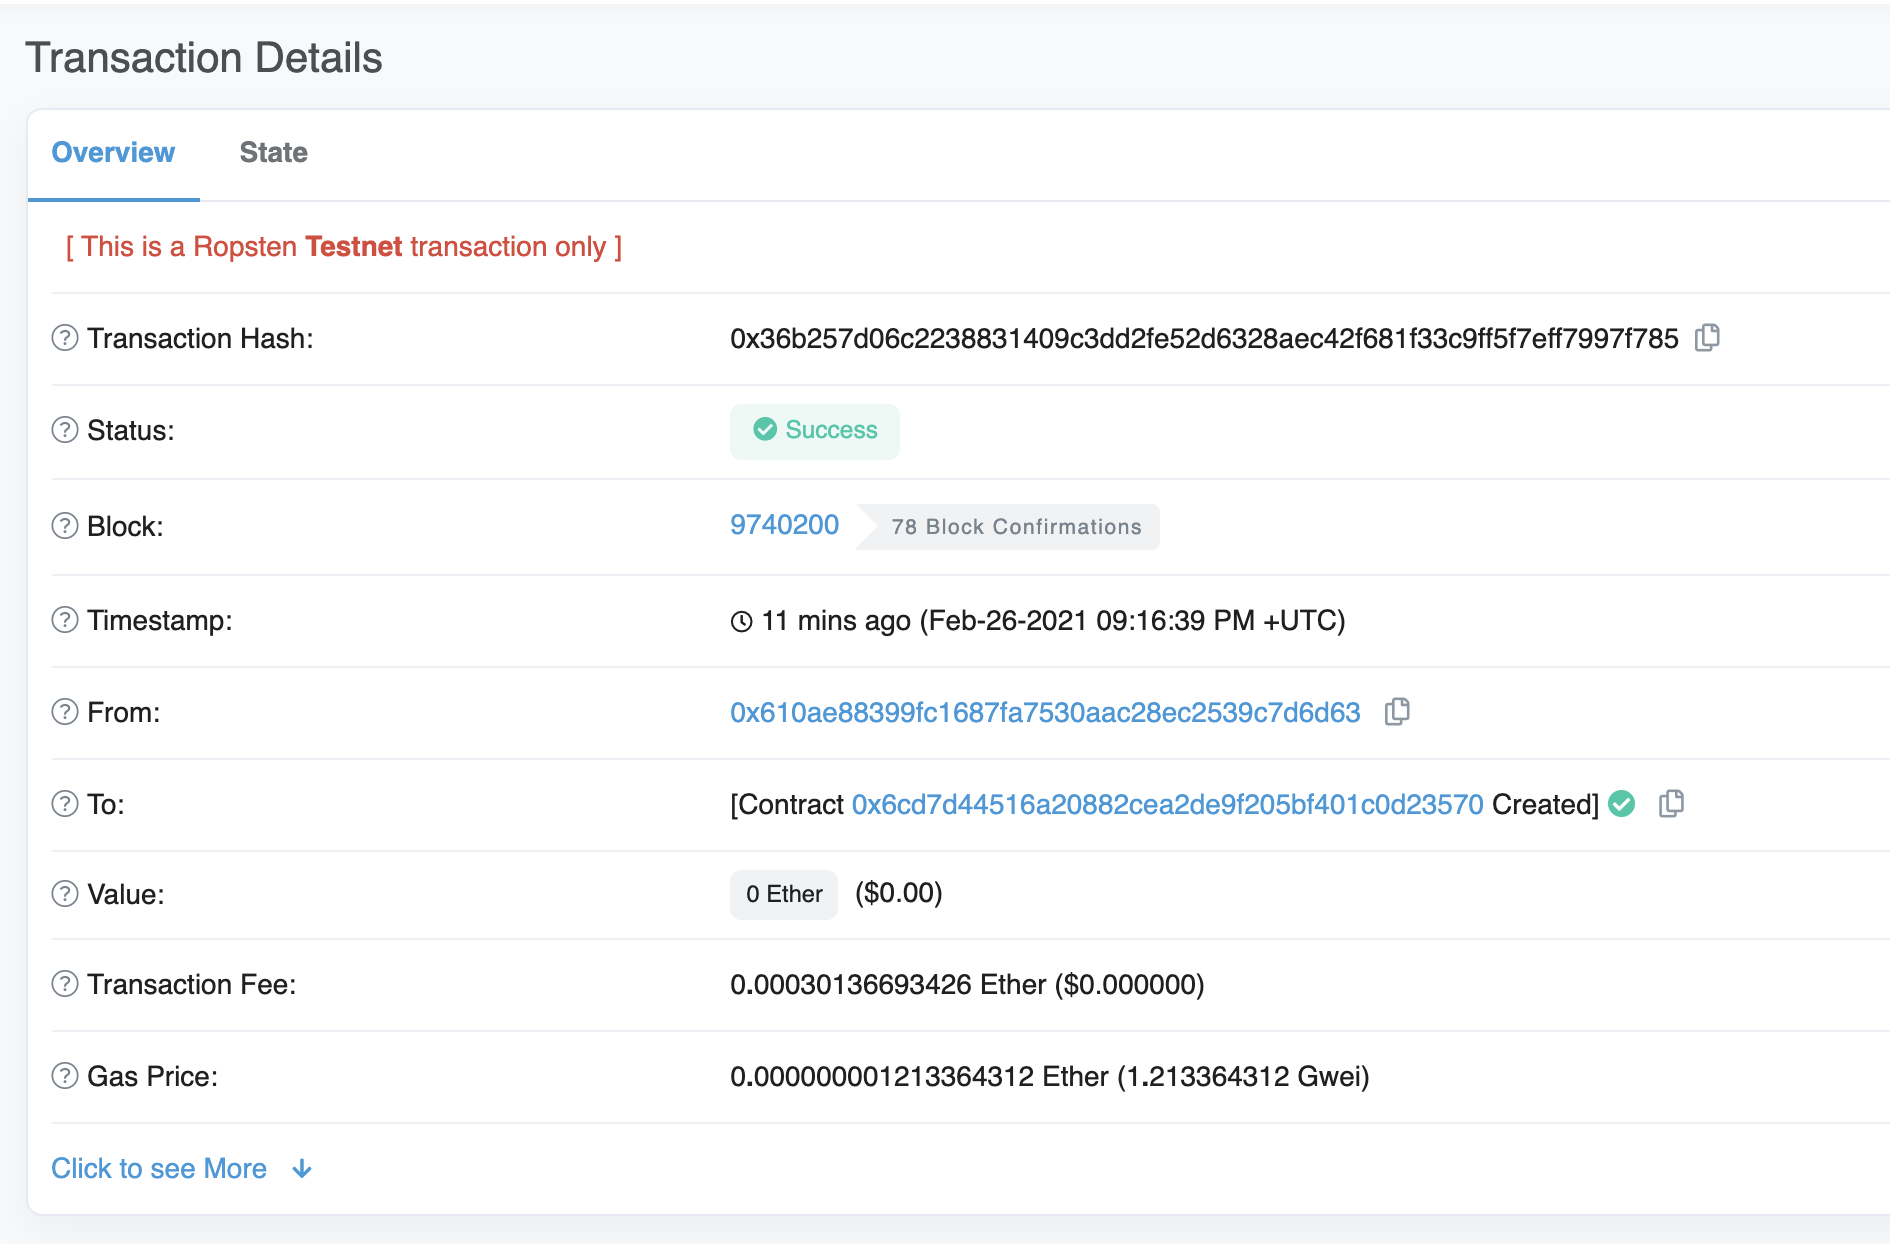 Transaction Details
Overview State
[ This is a Ropsten Testnet transaction only ]
Transaction Hash: 0x36b257d06c2238831409c3dd2fe52d6328aec42f681f33c9ff5f7eff7997f785
Status: Success
Block: 9740200 78 Block Confirmations
Timestamp: 11 mins ago (Feb-26-2021 09:16:39 PM +UTC)
From: 0x610ae88399fc1687fa7530aac28ec2539c7d6d63
To: [Contract 0x6cd7d44516a20882cea2de9f205bf401c0d23570 Created]
Value: 0 Ether ($0.00)
Transaction Fee: 0.00030136693426 Ether ($0.000000)
Gas Price: 0.000000001213364312 Ether (1.213364312 Gwei)
Click to see More